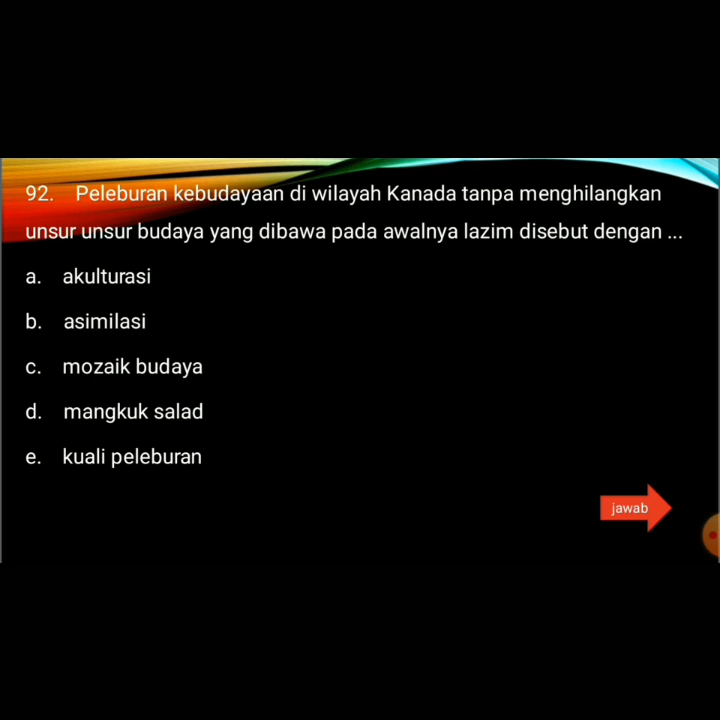 92. Peleburan kebudayaan di wilayah Kanada tanpa menghilangkan
unsur unsur budaya yang dibawa pada awalnya lazim disebut dengan ...
a. akulturasi
b. asimilasi
c. mozaik budaya
d. mangkuk salad
e. kuali peleburan
jawab